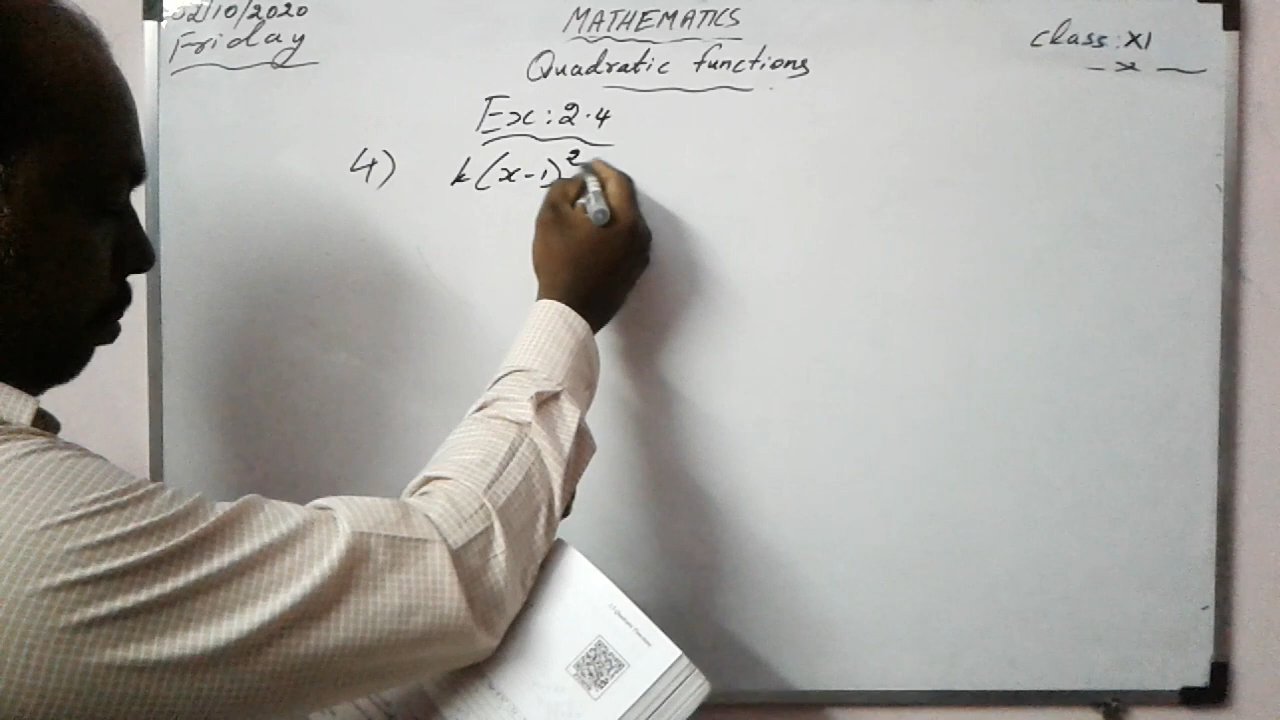 02/10/2020
MATHEMATICS
Friday
Class: XI
Quadratic functions
- x -
Ex: 2.4
4) k(x-1)²